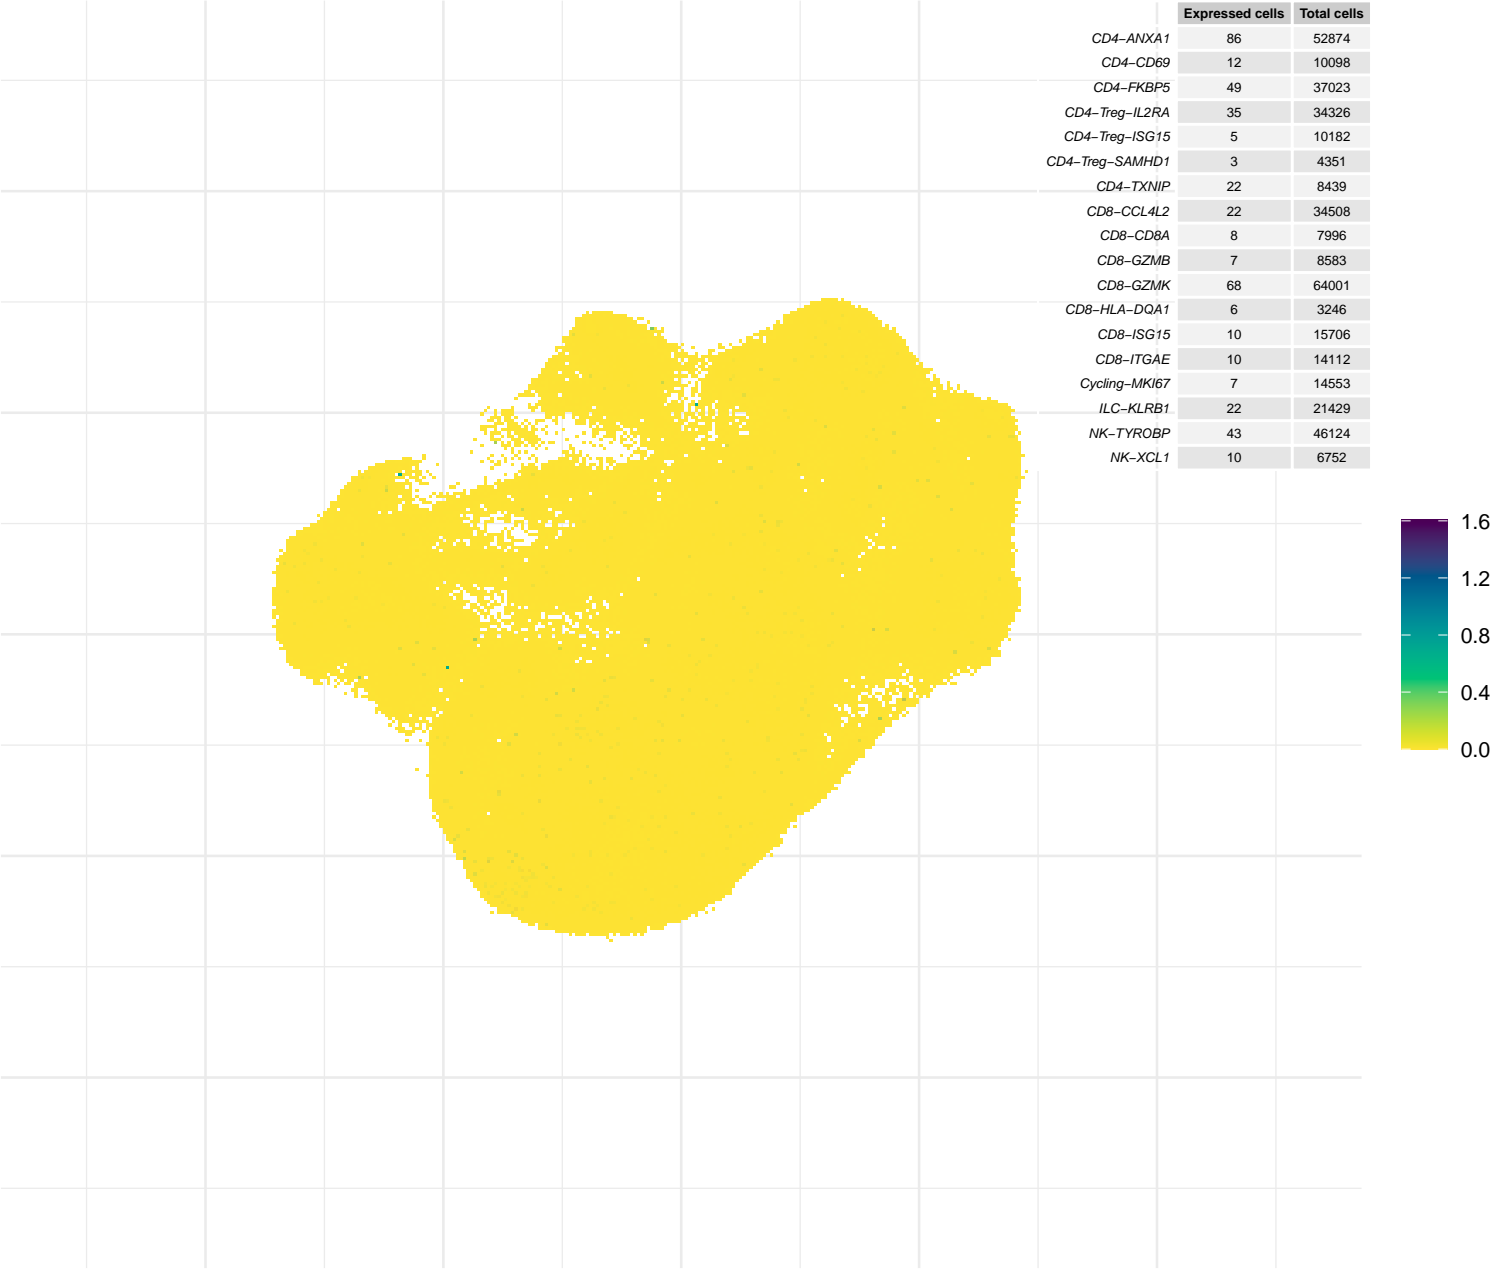 Expressed cells Total cells
CD4−ANXA1 86 52874
CD4−CD69 12 10098
CD4−FKBP5 49 37023
CD4−Treg−IL2RA 35 34326
CD4−Treg−ISG15 5 10182
CD4−Treg−SAMHD1 3 4351
CD4−TXNIP 22 8439
CD8−CCL4L2 22 34508
CD8−CD8A 8 7996
CD8−GZMB 7 8583
CD8−GZMK 68 64001
CD8−HLA−DQA1 6 3246
CD8−ISG15 10 15706
CD8−ITGAE 10 14112
Cycling−MKI67 7 14553
ILC−KLRB1 22 21429
NK−TYROBP 43 46124
NK−XCL1 10 6752
1.6
1.2
0.8
0.4
0.0